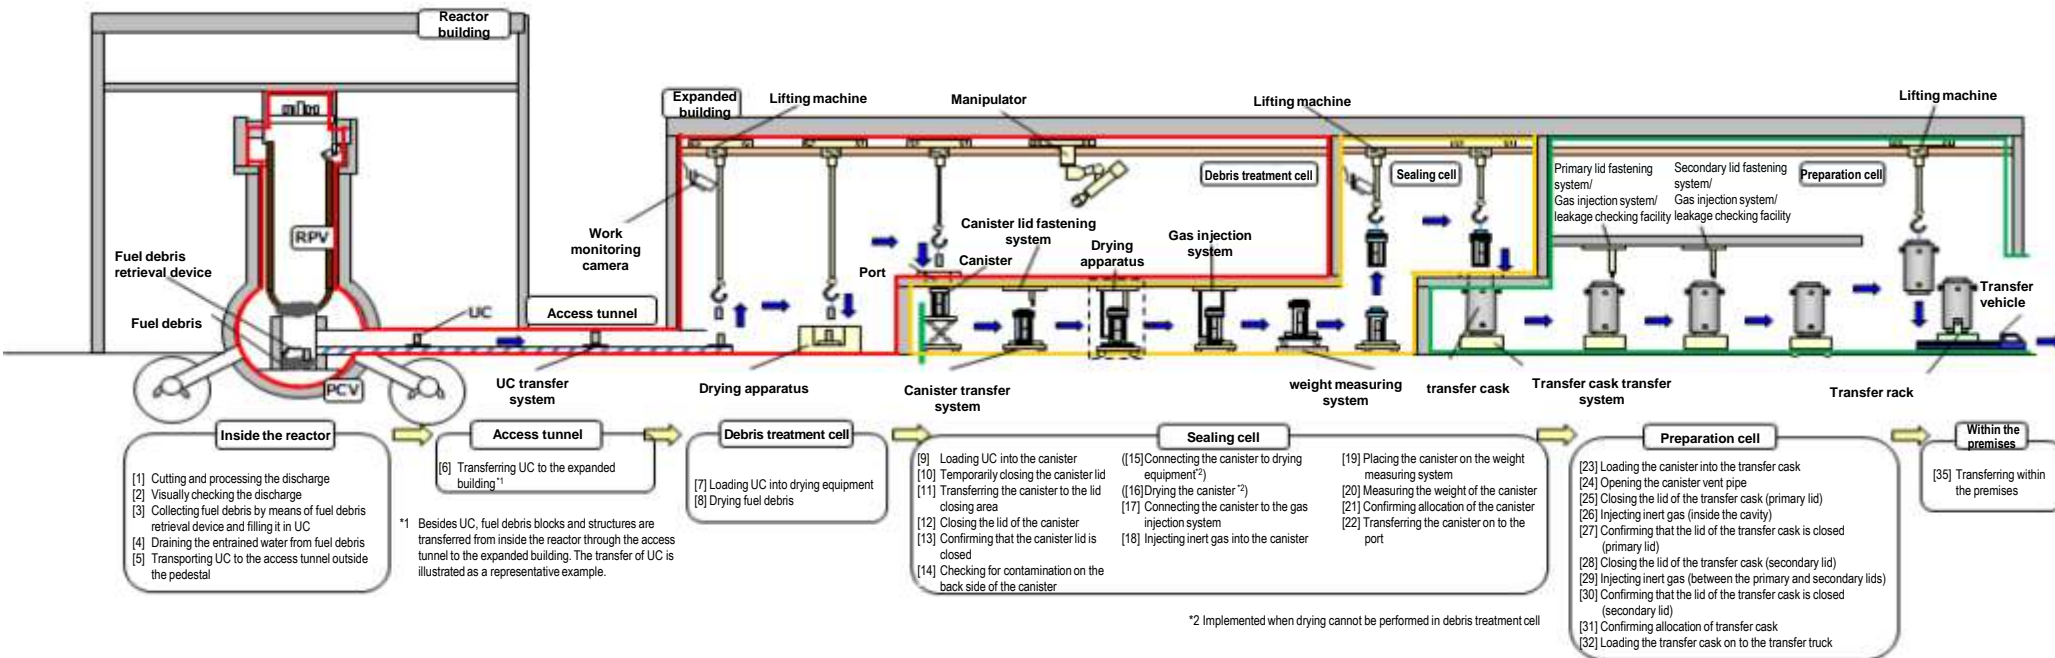 Reactor
building
Expanded
building
Lifting machine
Manipulator
Lifting machine
Lifting machine
Debris treatment cell
Sealing cell
Primary lid fastening
system/
Gas injection system/
leakage checking facility
Secondary lid fastening
system/
Gas injection system/
leakage checking facility
Preparation cell
RPV
Work
monitoring
camera
Canister lid fastening
system
Drying
apparatus
Gas injection
system
Fuel debris
retrieval device
Port
Canister
Transfer
vehicle
Fuel debris
UC
Access tunnel
PCV
UC transfer
system
Drying apparatus
Canister transfer
system
weight measuring
system
transfer cask
Transfer cask transfer
system
Transfer rack
Inside the reactor
[1] Cutting and processing the discharge
[2] Visually checking the discharge
[3] Collecting fuel debris by means of fuel debris
retrieval device and filling it in UC
[4] Draining the entrained water from fuel debris
[5] Transporting UC to the access tunnel outside
the pedestal
Access tunnel
[6] Transferring UC to the expanded
building*1
*1 Besides UC, fuel debris blocks and structures are
transferred from inside the reactor through the access
tunnel to the expanded building. The transfer of UC is
illustrated as a representative example.
Debris treatment cell
[7] Loading UC into drying equipment
[8] Drying fuel debris
Sealing cell
[9] Loading UC into the canister
[10] Temporarily closing the canister lid
[11] Transferring the canister to the lid
closing area
[12] Closing the lid of the canister
[13] Confirming that the canister lid is
closed
[14] Checking for contamination on the
back side of the canister
([15]Connecting the canister to drying
equipment*2)
([16]Drying the canister*2)
[17] Connecting the canister to the gas
injection system
[18] Injecting inert gas into the canister
[19] Placing the canister on the weight
measuring system
[20] Measuring the weight of the canister
[21] Confirming allocation of the canister
[22] Transferring the canister on to the
port
*2 Implemented when drying cannot be performed in debris treatment cell
Preparation cell
[23] Loading the canister into the transfer cask
[24] Opening the canister vent pipe
[25] Closing the lid of the transfer cask (primary lid)
[26] Injecting inert gas (inside the cavity)
[27] Confirming that the lid of the transfer cask is closed
(primary lid)
[28] Closing the lid of the transfer cask (secondary lid)
[29] Injecting inert gas (between the primary and secondary lids)
[30] Confirming that the lid of the transfer cask is closed
(secondary lid)
[31] Confirming allocation of transfer cask
[32] Loading the transfer cask on to the transfer truck
Within the
premises
[35] Transferring within
the premises